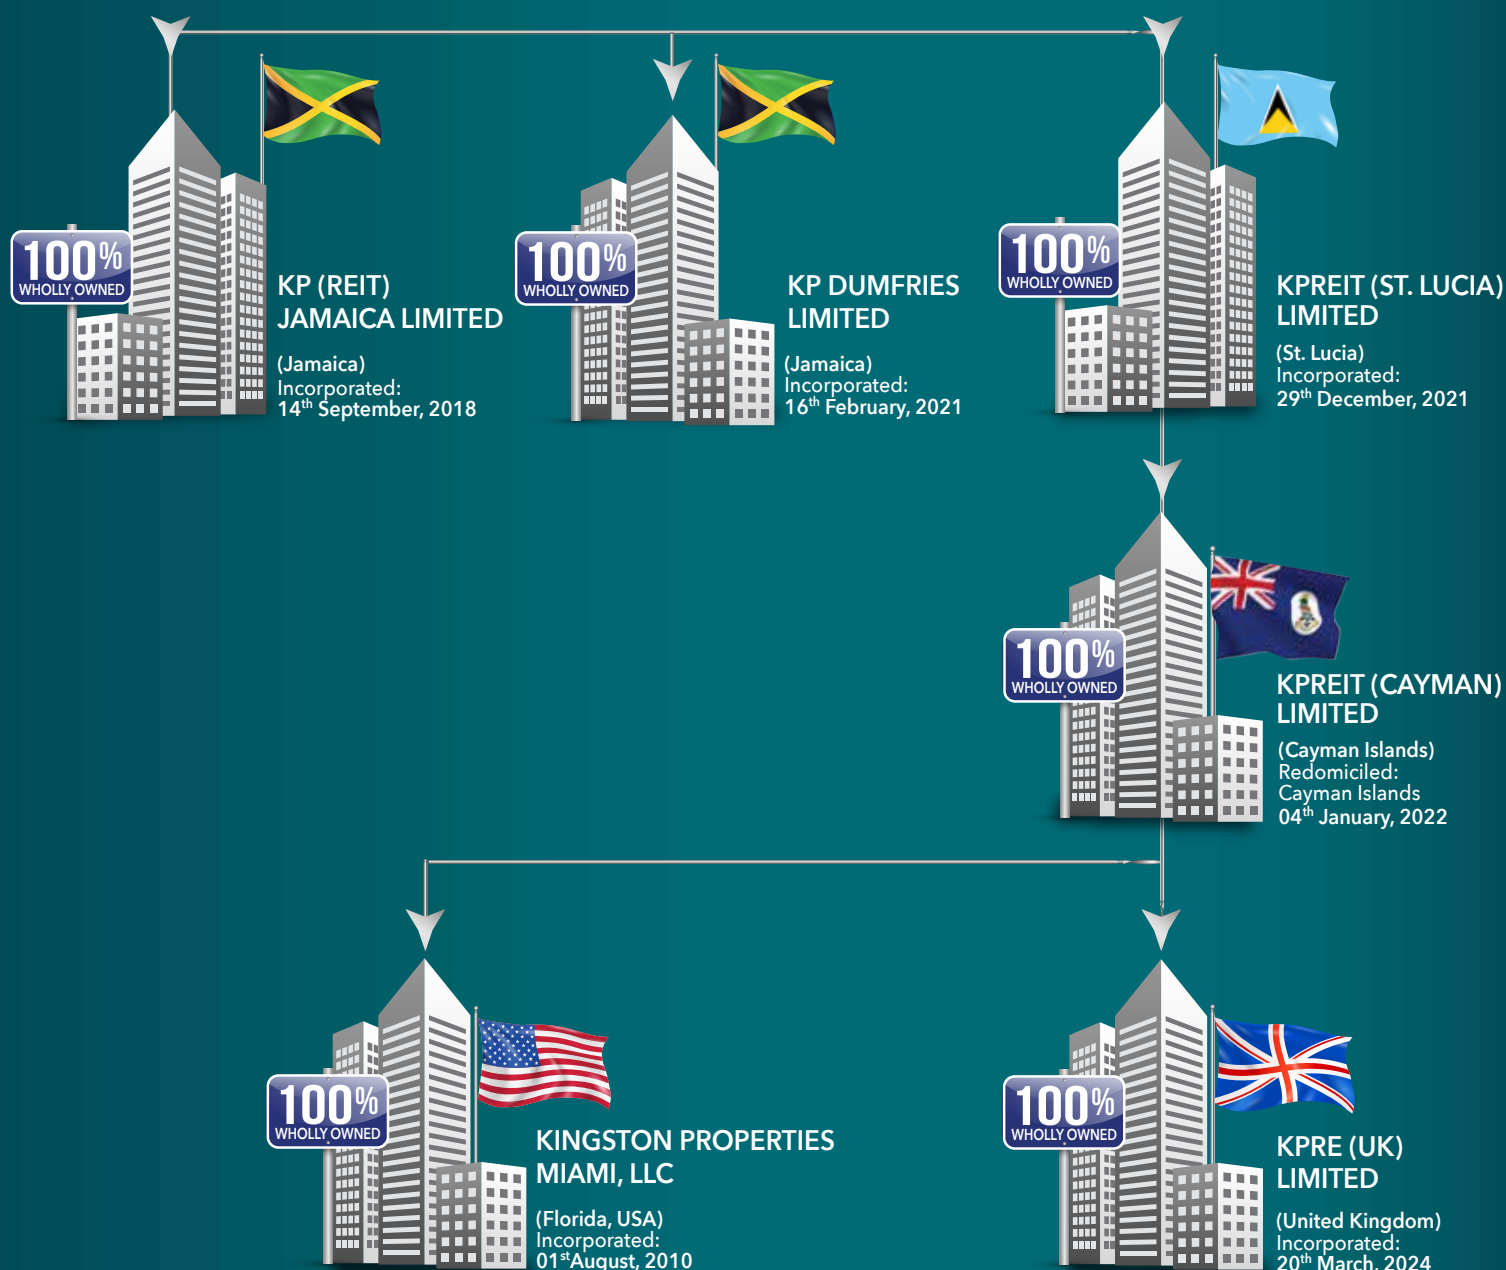 100%
WHOLLY OWNED
KP (REIT)
JAMAICA LIMITED
(Jamaica)
Incorporated:
14th September, 2018
100%
WHOLLY OWNED
KP DUMFRIES
LIMITED
(Jamaica)
Incorporated:
16th February, 2021
100%
WHOLLY OWNED
KPREIT (ST. LUCIA)
LIMITED
(St. Lucia)
Incorporated:
29th December, 2021
100%
WHOLLY OWNED
KPREIT (CAYMAN)
LIMITED
(Cayman Islands)
Redomiciled:
Cayman Islands
04th January, 2022
100%
WHOLLY OWNED
KINGSTON PROPERTIES
MIAMI, LLC
(Florida, USA)
Incorporated:
01stAugust, 2010
100%
WHOLLY OWNED
KPRE (UK)
LIMITED
(United Kingdom)
Incorporated:
20th March, 2024